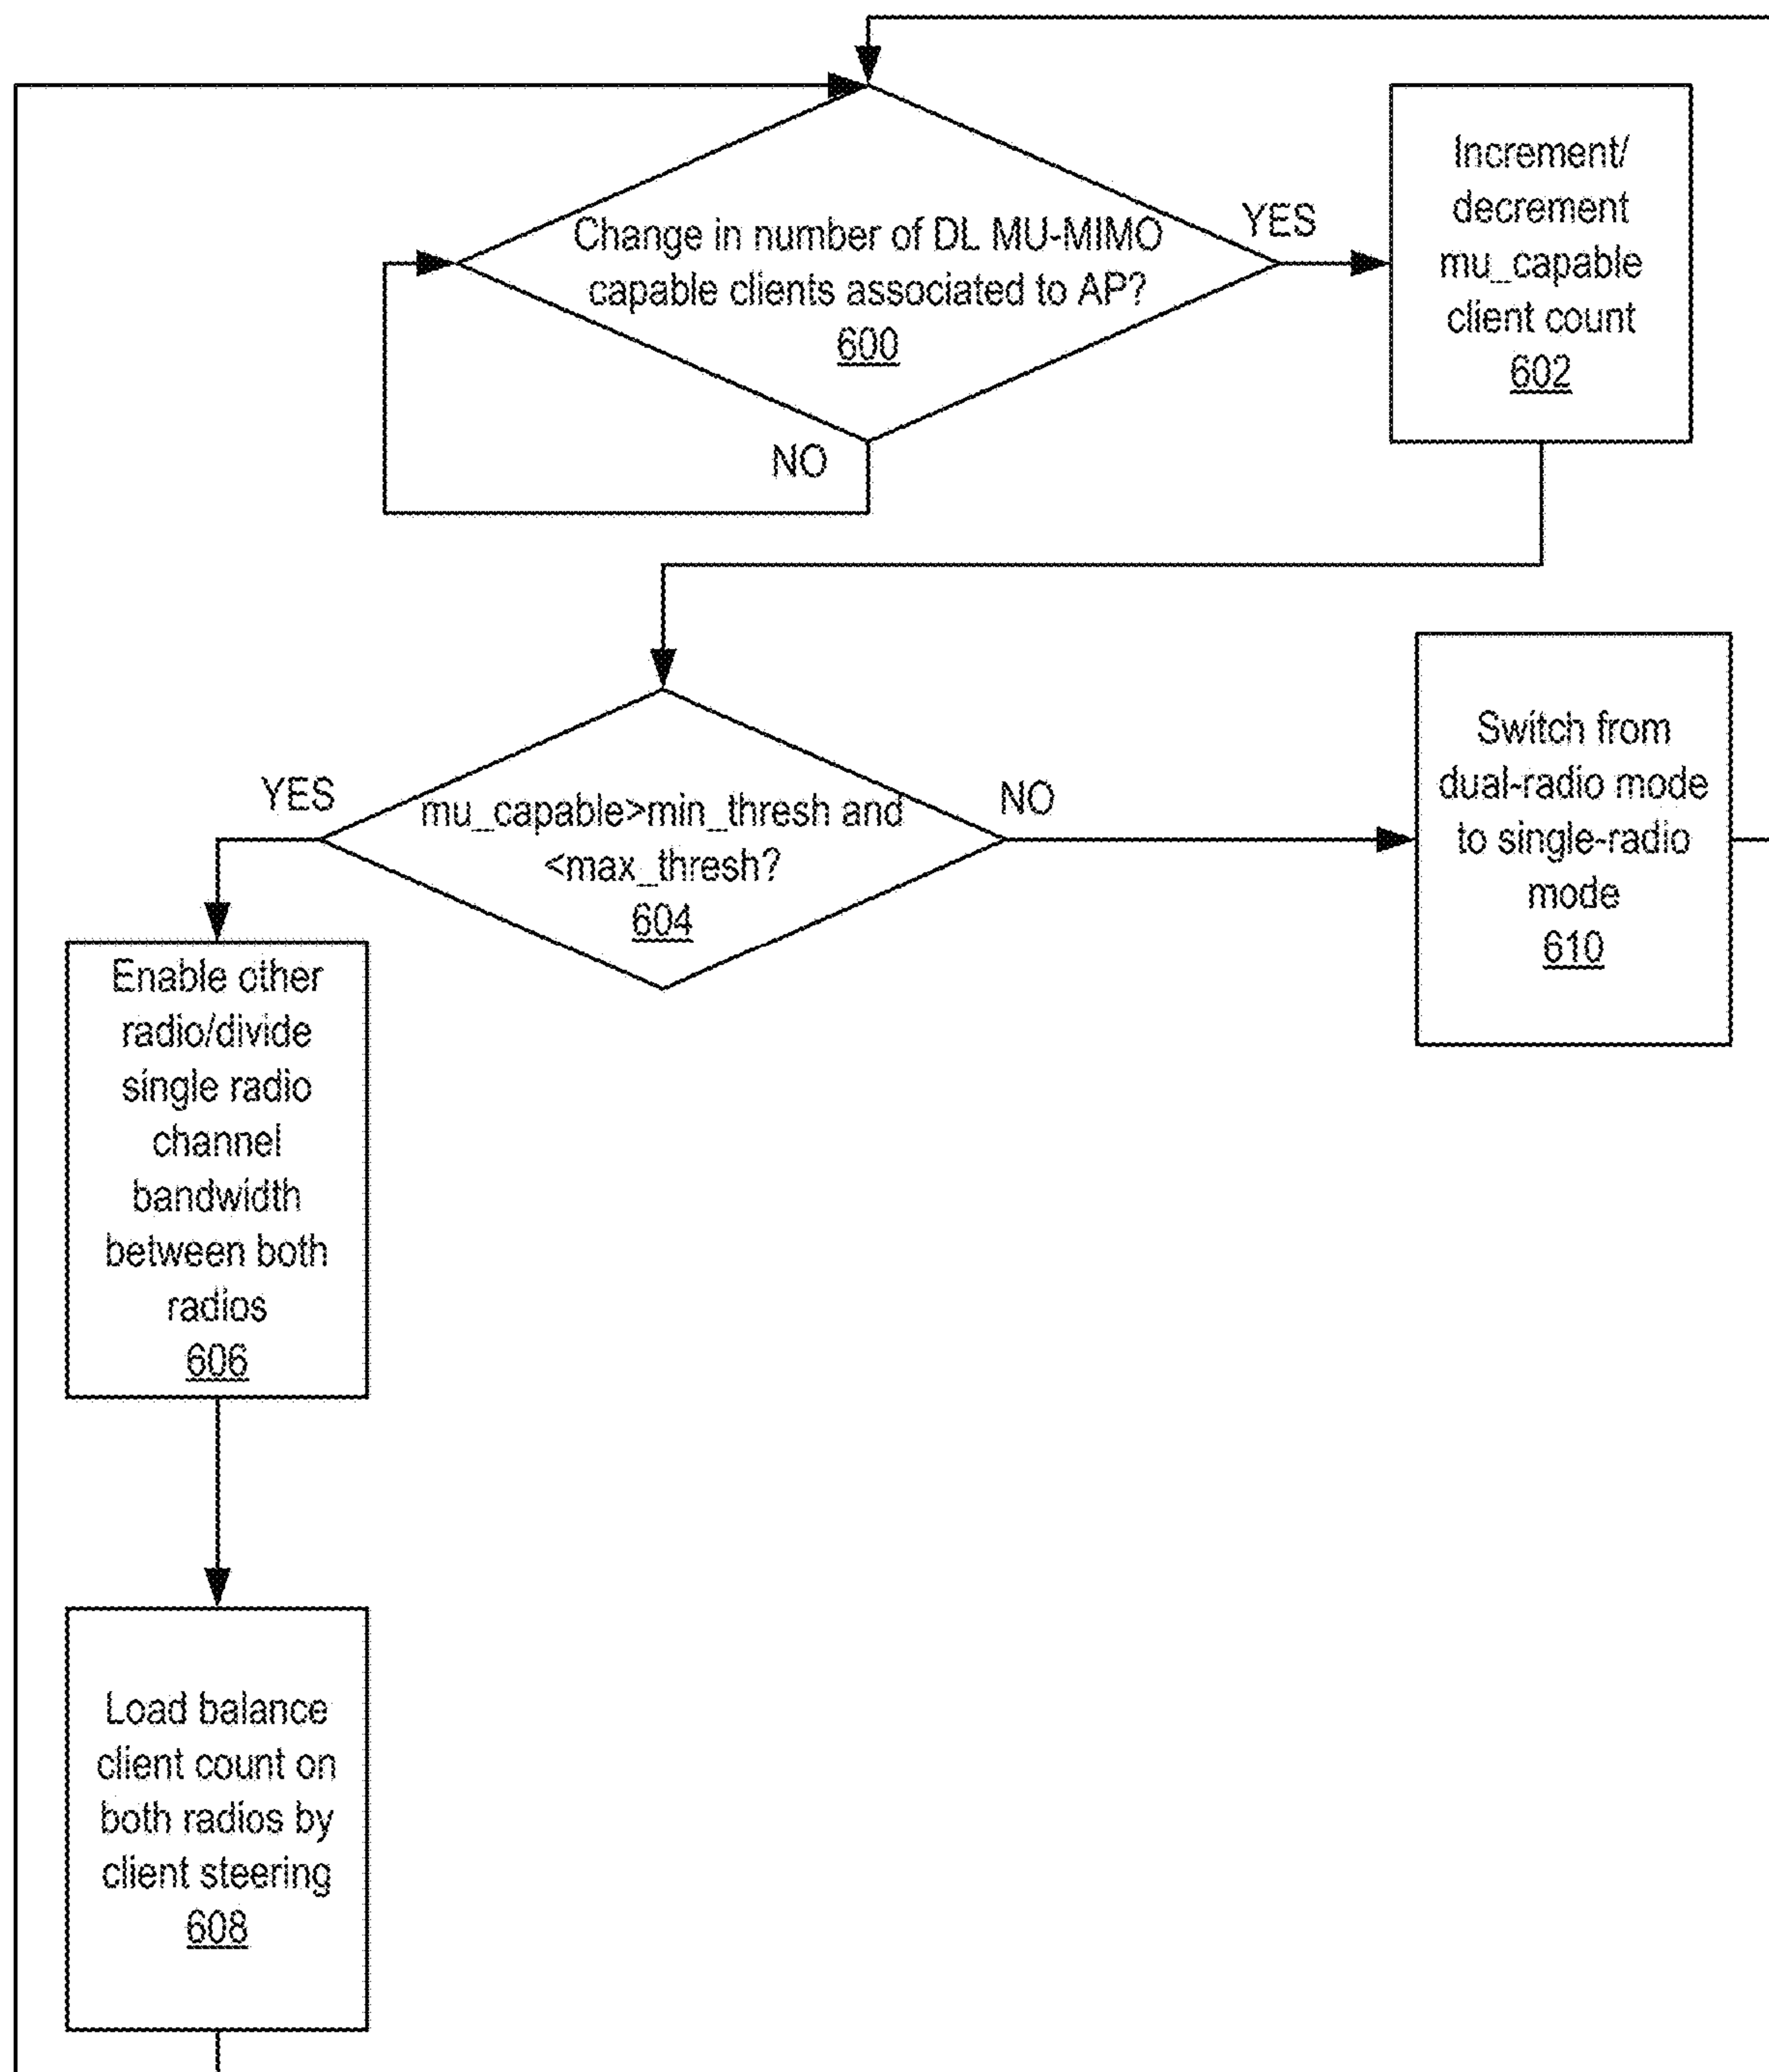 Change in number of DL MU-MIMO
capable clients associated to AP?
600
YES
NO
Increment/
decrement
mu_capable
client count
602
mu_capable>min_thresh and
<max_thresh?
604
YES
NO
Switch from
dual-radio mode
to single-radio
mode
610
Enable other
radio/divide
single radio
channel
bandwidth
between both
radios
606
Load balance
client count on
both radios by
client steering
608